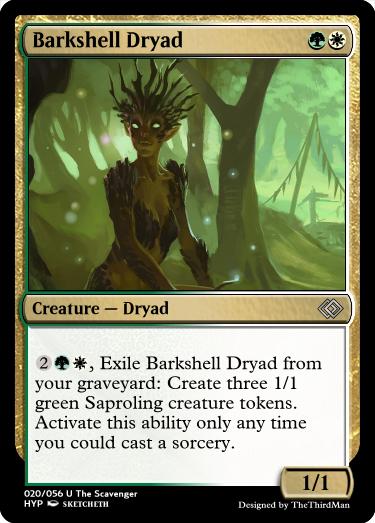 Barkshell Dryad
Creature — Dryad
2, Exile Barkshell Dryad from
your graveyard: Create three 1/1
green Saproling creature tokens.
Activate this ability only any time
you could cast a sorcery.
1/1
020/056 U The Scavenger
HYP SKETCHETH Designed by TheThirdMan